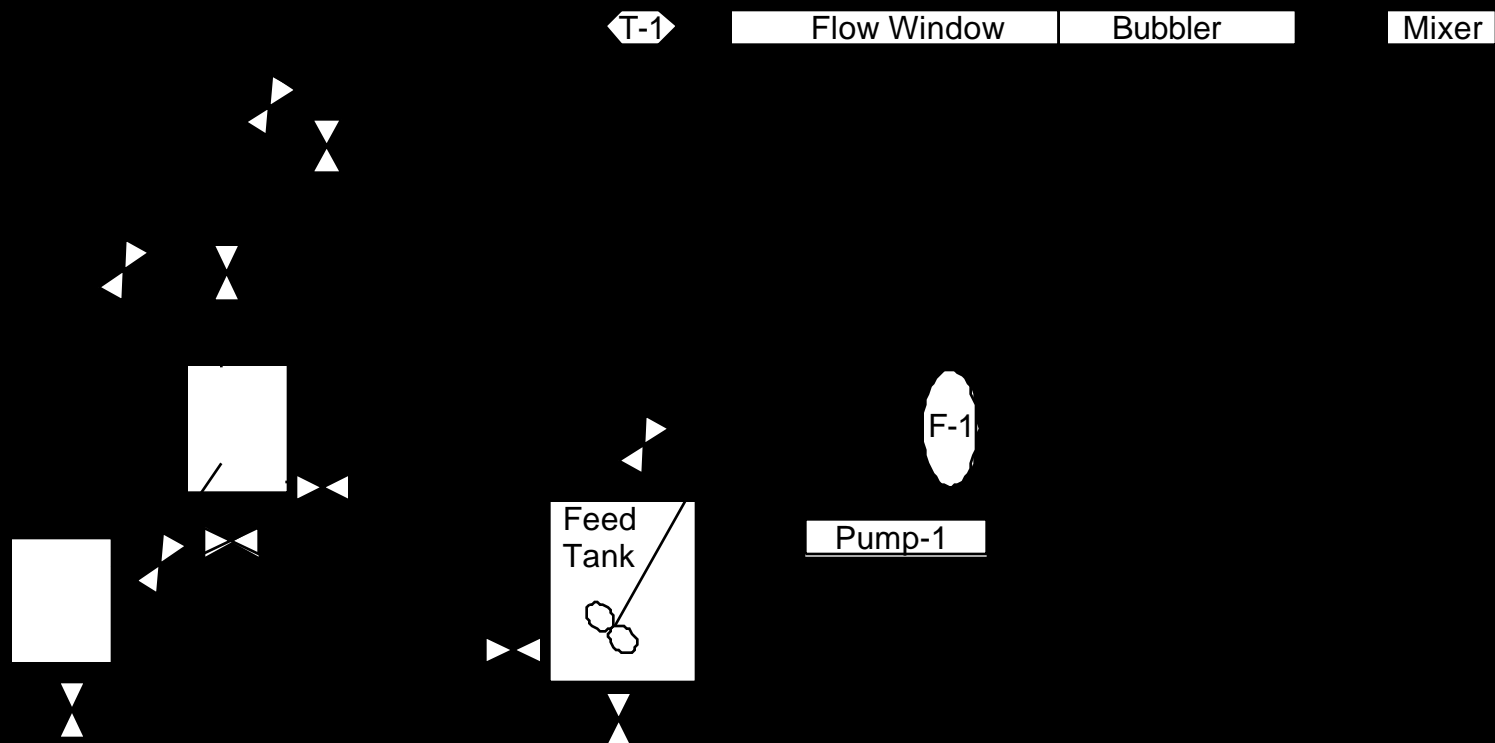 T-1
Flow Window
Bubbler
Mixer
F-1
Feed
Tank
Pump-1